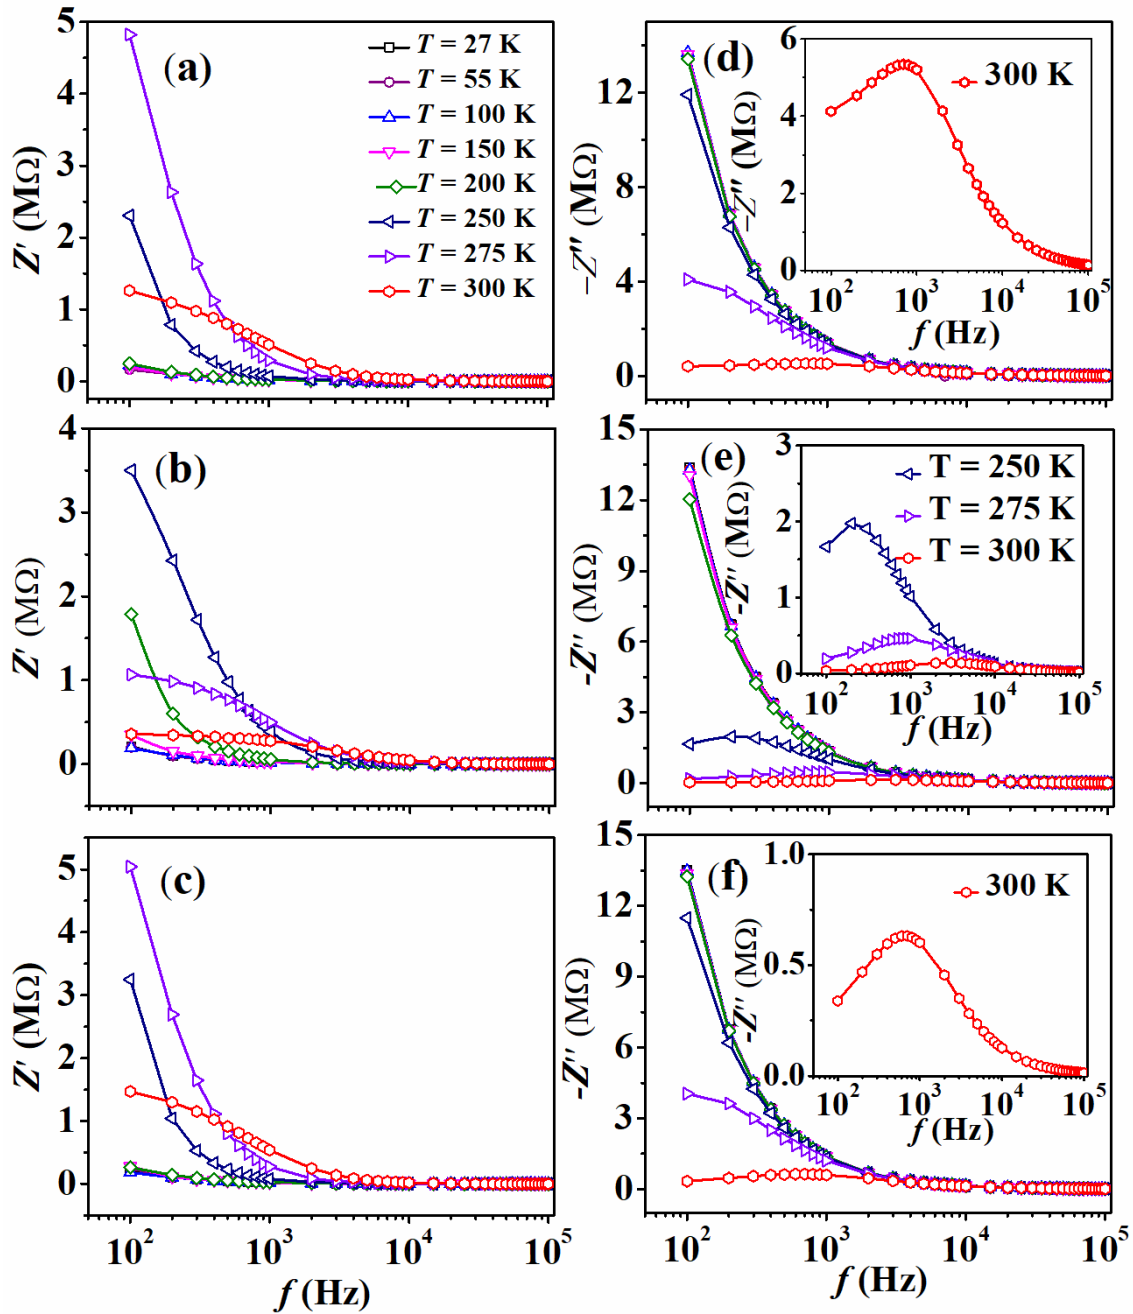 (a)
T = 27 K
T = 55 K
T = 100 K
T = 150 K
T = 200 K
T = 250 K
T = 275 K
T = 300 K
Z′ (MΩ)
5
4
3
2
1
0
(d)
−Z″ (MΩ)
12
8
4
0
300 K
−Z″ (MΩ)
6
4
2
0
10² 10³ 10⁴ 10⁵
f (Hz)
(b)
Z′ (MΩ)
4
3
2
1
0
(e)
-Z″ (MΩ)
15
12
9
6
3
0
T = 250 K
T = 275 K
T = 300 K
-Z″ (MΩ)
3
2
1
0
10² 10³ 10⁴ 10⁵
f (Hz)
(c)
Z′ (MΩ)
5
4
3
2
1
0
10² 10³ 10⁴ 10⁵
f (Hz)
(f)
-Z″ (MΩ)
15
12
9
6
3
0
300 K
-Z″ (MΩ)
1.0
0.5
0.0
10² 10³ 10⁴ 10⁵
f (Hz)
10² 10³ 10⁴ 10⁵
f (Hz)